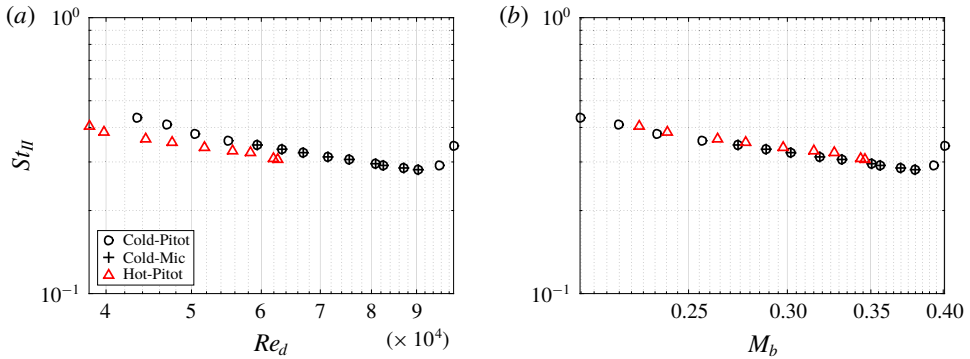 (a)
10^0
St_II
10^-1
Cold-Pitot
Cold-Mic
Hot-Pitot
4 5 6 7 8 9
Re_d (× 10^4)
(b)
10^0
10^-1
0.25 0.30 0.35 0.40
M_b